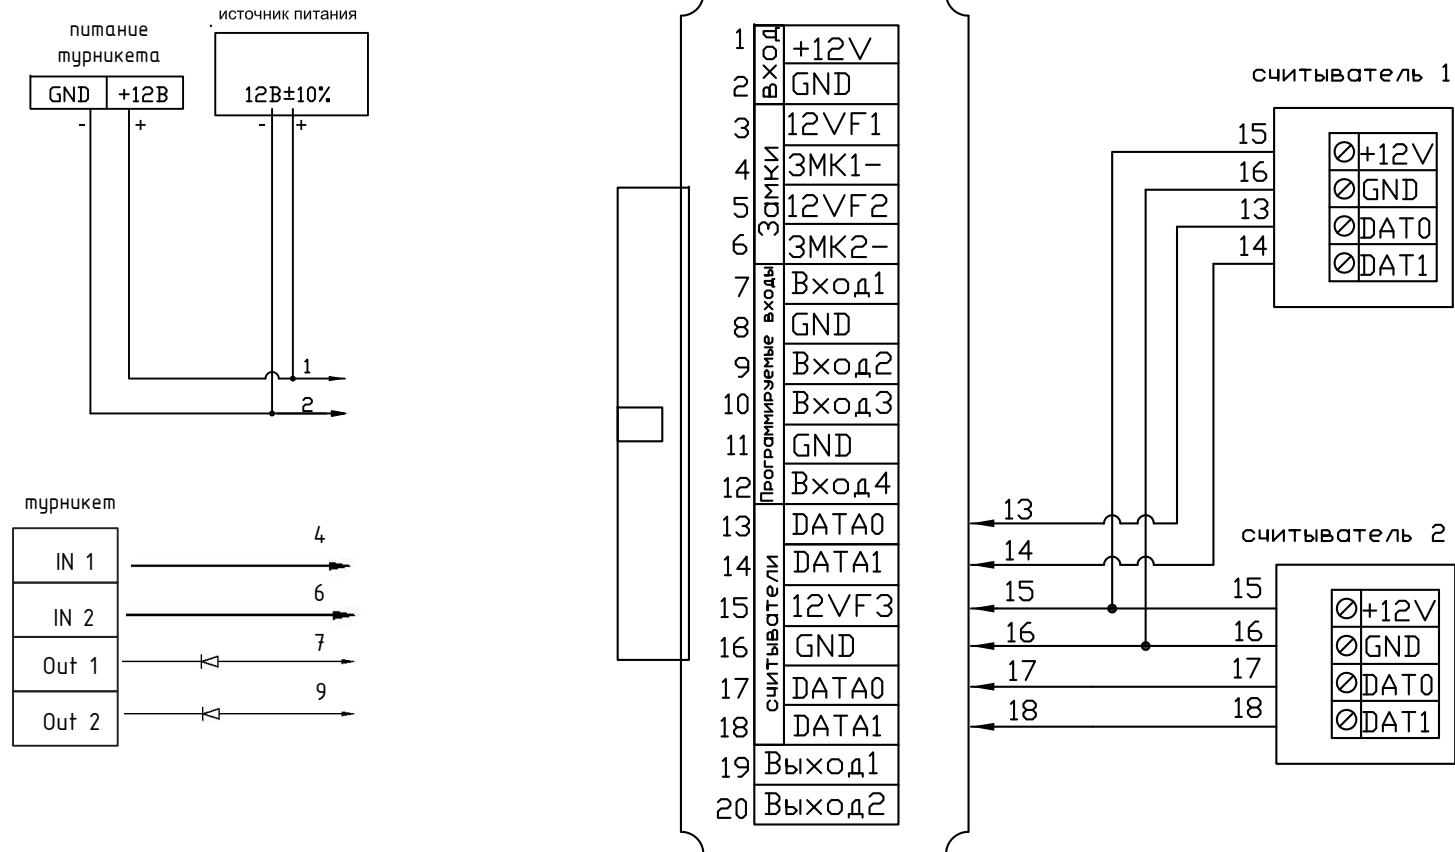 источник питания
питание
турникета
GND +12В
- +
12В±10%
- +
1
2
турникет
IN 1
IN 2
Out 1
Out 2
4
6
7
9
вход
Замки
Программируемые входы
считыватели
1 +12V
2 GND
3 12VF1
4 ЗМК1-
5 12VF2
6 ЗМК2-
7 Вход1
8 GND
9 Вход2
10 Вход3
11 GND
12 Вход4
13 DATA0
14 DATA1
15 12VF3
16 GND
17 DATA0
18 DATA1
19 Выход1
20 Выход2
13
14
15
16
17
18
считыватель 1
15 +12V
16 GND
13 DAT0
14 DAT1
считыватель 2
15 +12V
16 GND
17 DAT0
18 DAT1